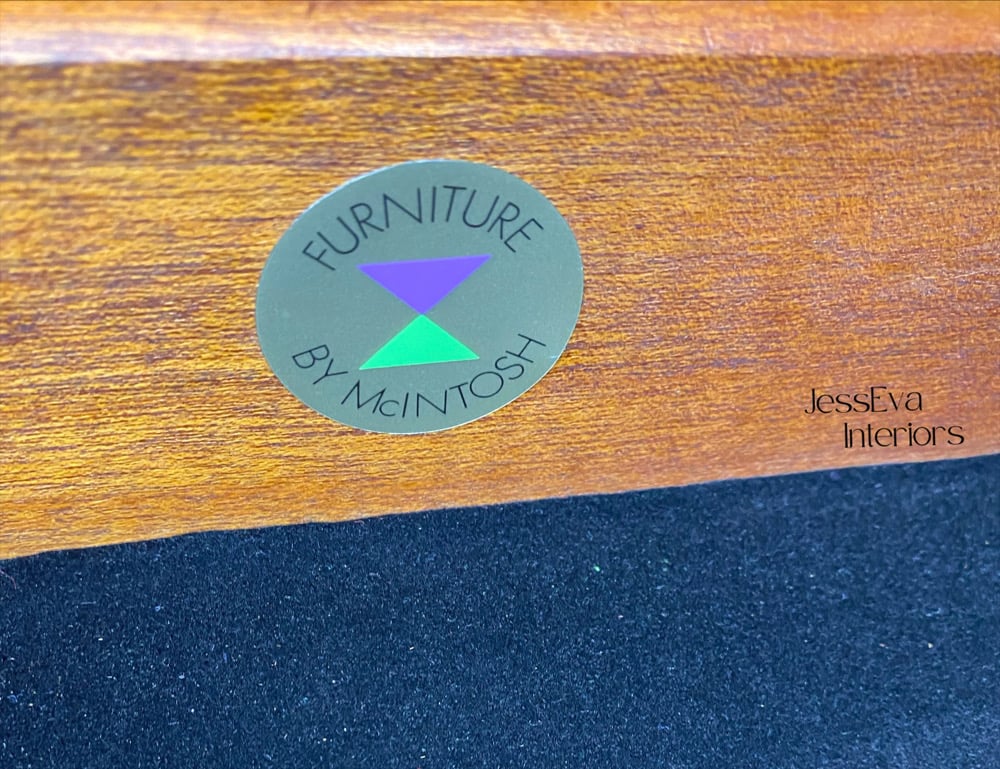 FURNITURE
BY McINTOSH
JessEva
Interiors